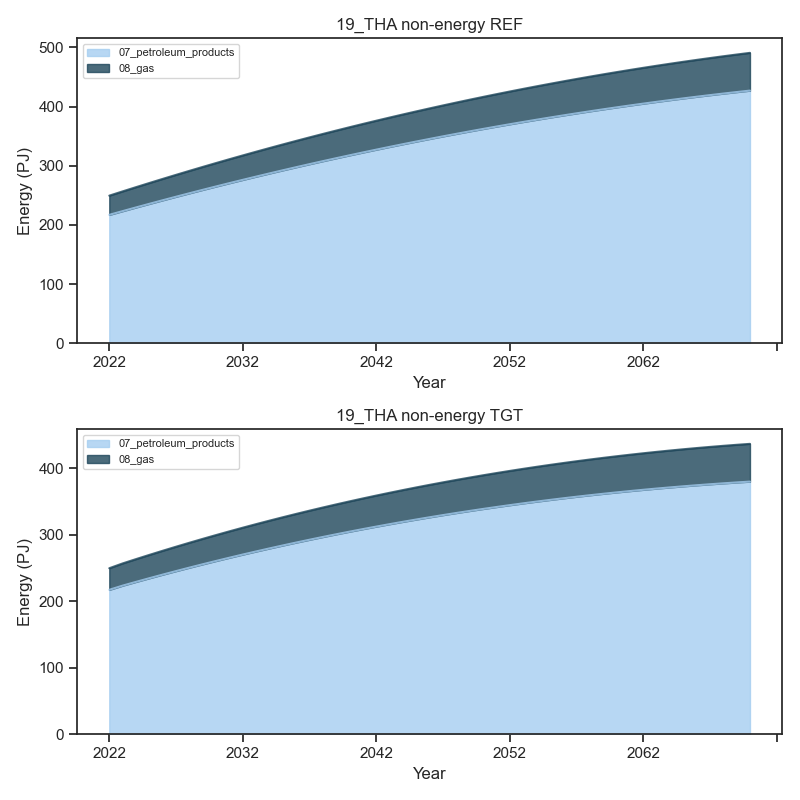 19_THA non-energy REF
07_petroleum_products
08_gas
Energy (PJ)
500
400
300
200
100
0
2022 2032 2042 2052 2062
Year
19_THA non-energy TGT
07_petroleum_products
08_gas
Energy (PJ)
400
300
200
100
0
2022 2032 2042 2052 2062
Year